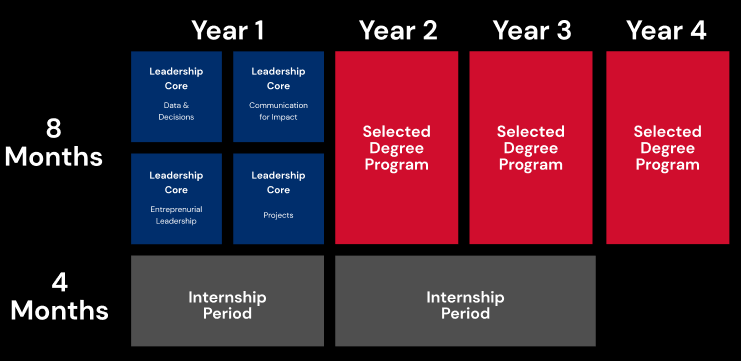 Year 1
Year 2
Year 3
Year 4
8
Months
Leadership
Core
Data &
Decisions
Leadership
Core
Communication
for Impact
Leadership
Core
Entreprenurial
Leadership
Leadership
Core
Projects
Selected
Degree
Program
Selected
Degree
Program
Selected
Degree
Program
4
Months
Internship
Period
Internship
Period